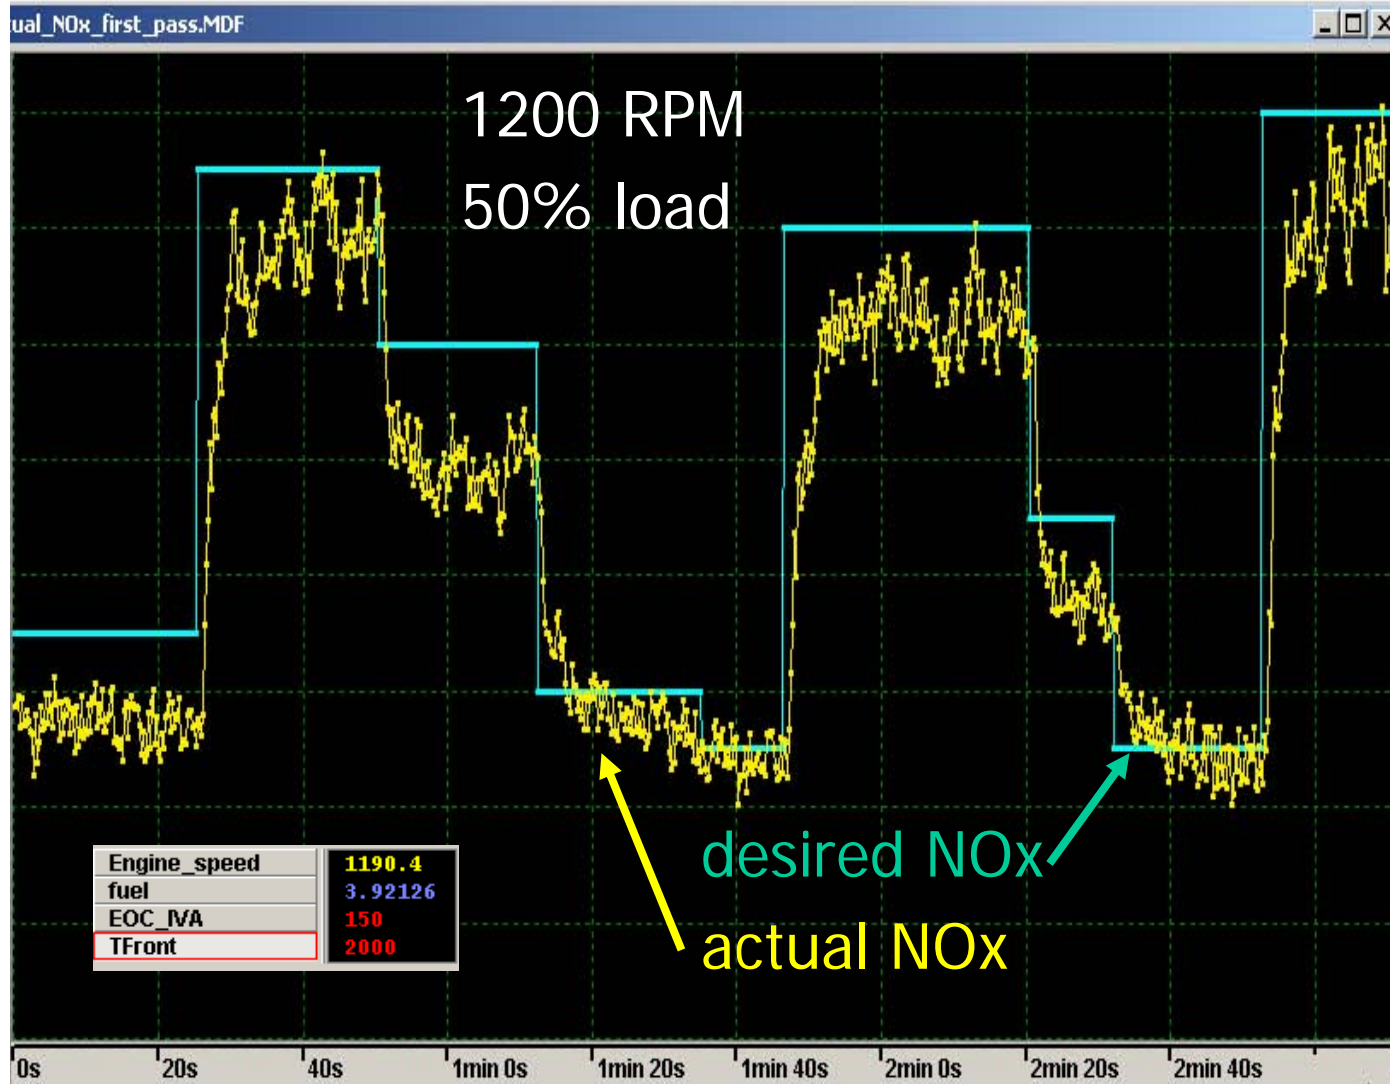 ual_NOx_first_pass.MDF
1200 RPM
50% load
desired NOx
actual NOx
Engine_speed 1190.4
fuel 3.92126
EOC_IVA 150
TFront 2000
0s 20s 40s 1min 0s 1min 20s 1min 40s 2min 0s 2min 20s 2min 40s